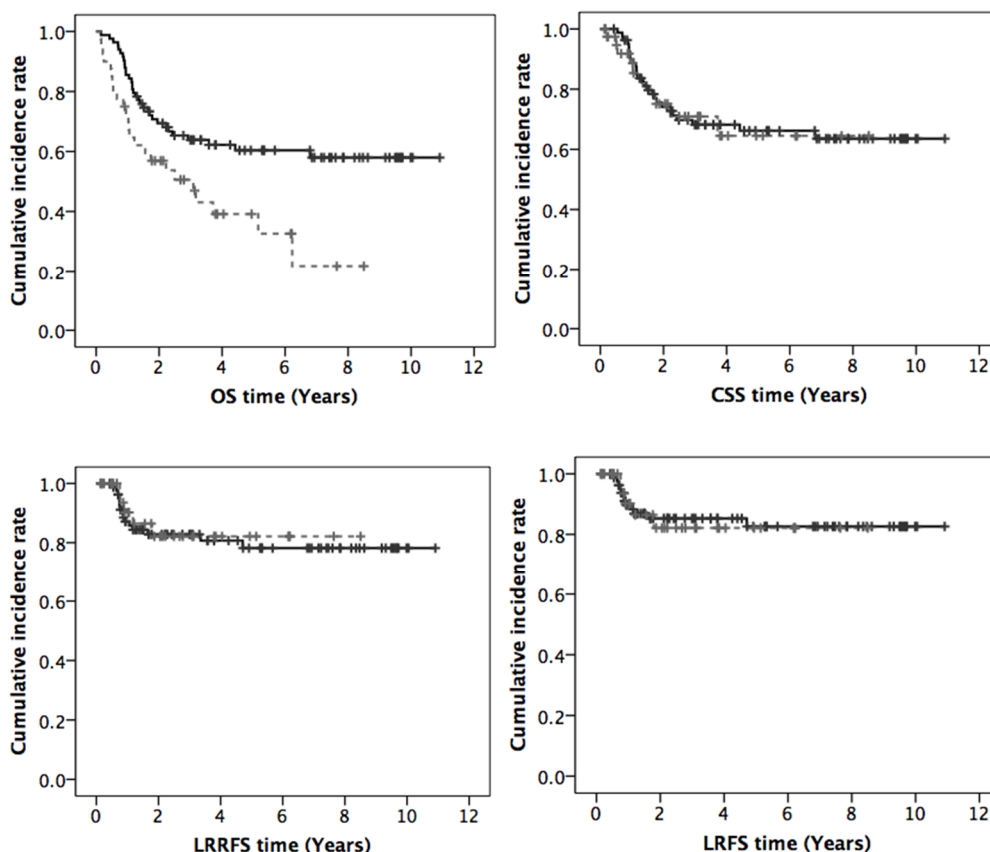 Cumulative incidence rate
1.0
0.8
0.6
0.4
0.2
0.0
0 2 4 6 8 10 12
OS time (Years)
Cumulative incidence rate
1.0
0.8
0.6
0.4
0.2
0.0
0 2 4 6 8 10 12
CSS time (Years)
Cumulative incidence rate
1.0
0.8
0.6
0.4
0.2
0.0
0 2 4 6 8 10 12
LRRFS time (Years)
Cumulative incidence rate
1.0
0.8
0.6
0.4
0.2
0.0
0 2 4 6 8 10 12
LRFS time (Years)